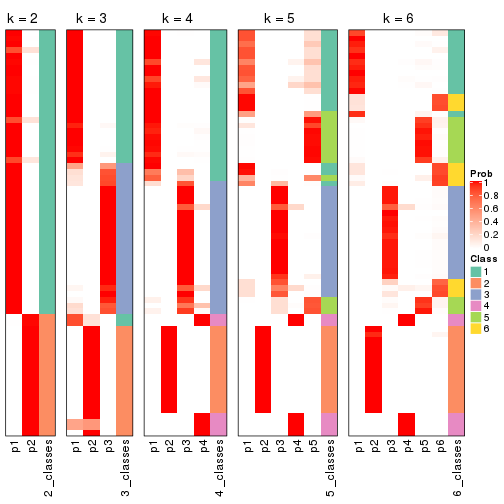 k = 2
k = 3
k = 4
k = 5
k = 6
p1
p2
2_classes
p1
p2
p3
3_classes
p1
p2
p3
p4
4_classes
p1
p2
p3
p4
p5
5_classes
p1
p2
p3
p4
p5
p6
6_classes
Prob
1
0.8
0.6
0.4
0.2
0
Class
1
2
3
4
5
6